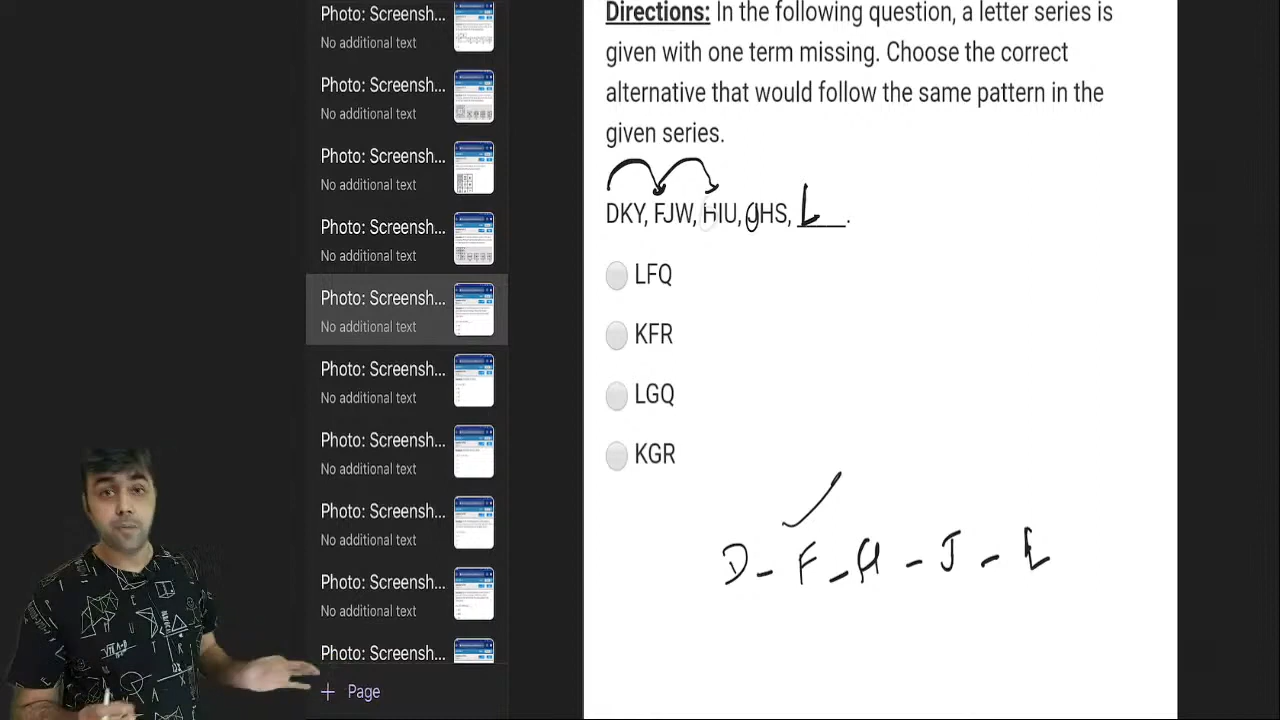 Photo: Screensh...
No additional text
Photo: Screensh...
No additional text
Photo: Screensh...
No additional text
Photo: Screensh...
No additional text
Photo: Screensh...
No additional text
Photo: Screensh...
No additional text
Photo: Screensh...
No additional text
Photo: Screensh...
No additional text
Photo: Screensh...
No additional text
Photo: Screensh...
+ Page
Directions: In the following question, a letter series is
given with one term missing. Choose the correct
alternative that would follow the same pattern in the
given series.
DKY, FJW, HIU, JHS, L____.
LFQ
KFR
LGQ
KGR
D - F - H - J - L